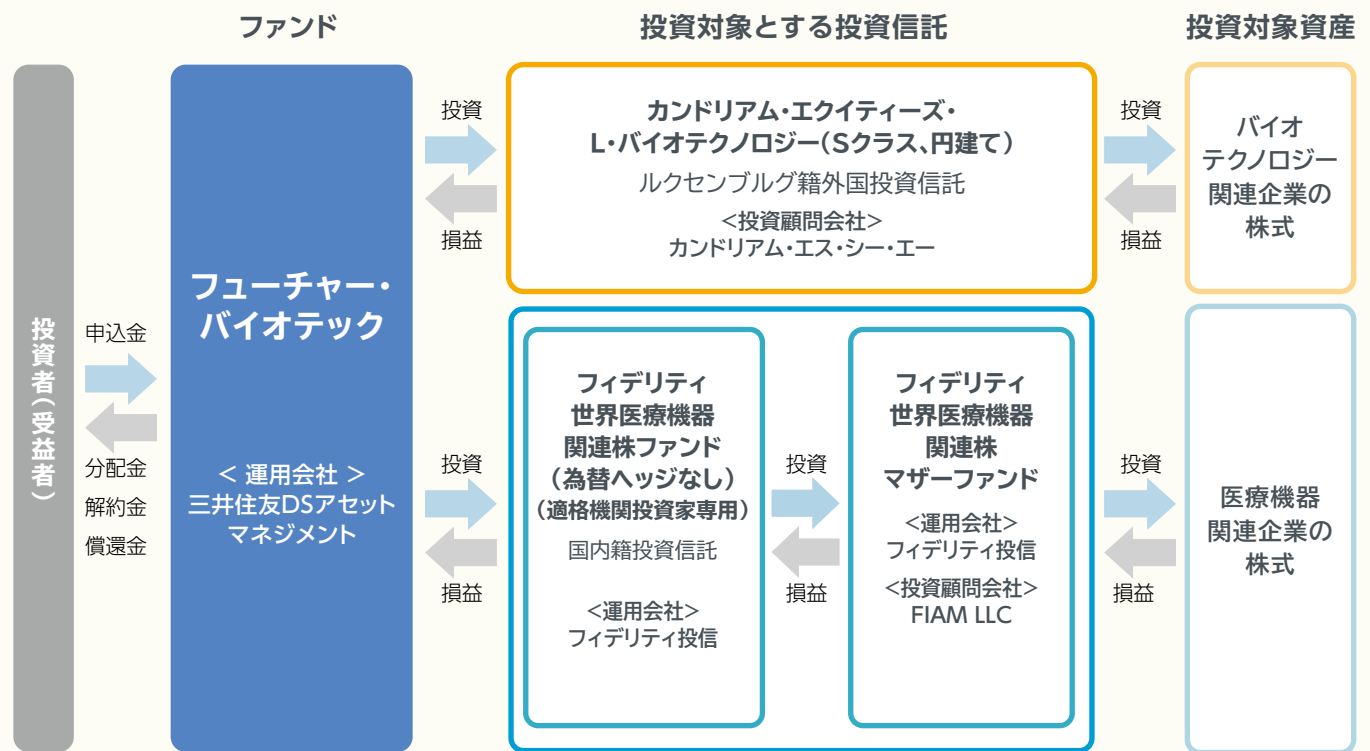 ファンド
投資対象とする投資信託
投資対象資産
投資者(受益者)
申込金
分配金
解約金
償還金
フューチャー・
バイオテック
< 運用会社 >
三井住友DSアセット
マネジメント
投資
損益
カンドリアム・エクイティーズ・
L・バイオテクノロジー(Sクラス、円建て)
ルクセンブルグ籍外国投資信託
<投資顧問会社>
カンドリアム・エス・シー・エー
投資
損益
バイオ
テクノロジー
関連企業の
株式
投資
損益
フィデリティ
世界医療機器
関連株ファンド
(為替ヘッジなし)
(適格機関投資家専用)
国内籍投資信託
<運用会社>
フィデリティ投信
投資
損益
フィデリティ
世界医療機器
関連株
マザーファンド
<運用会社>
フィデリティ投信
<投資顧問会社>
FIAM LLC
投資
損益
医療機器
関連企業の
株式